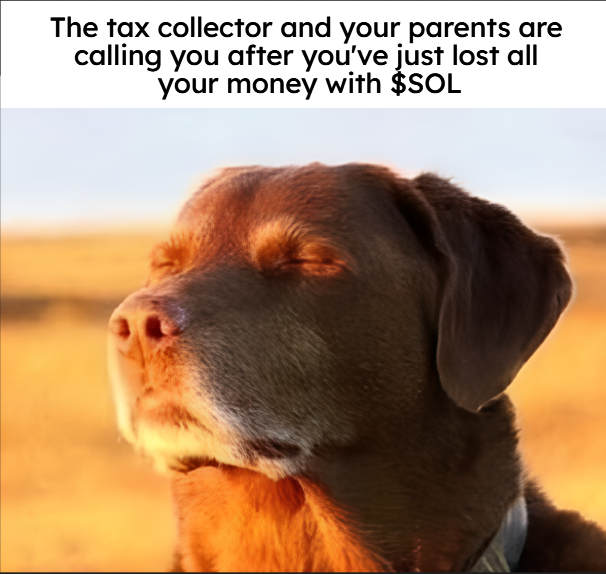 The tax collector and your parents are
calling you after you've just lost all
your money with $SOL